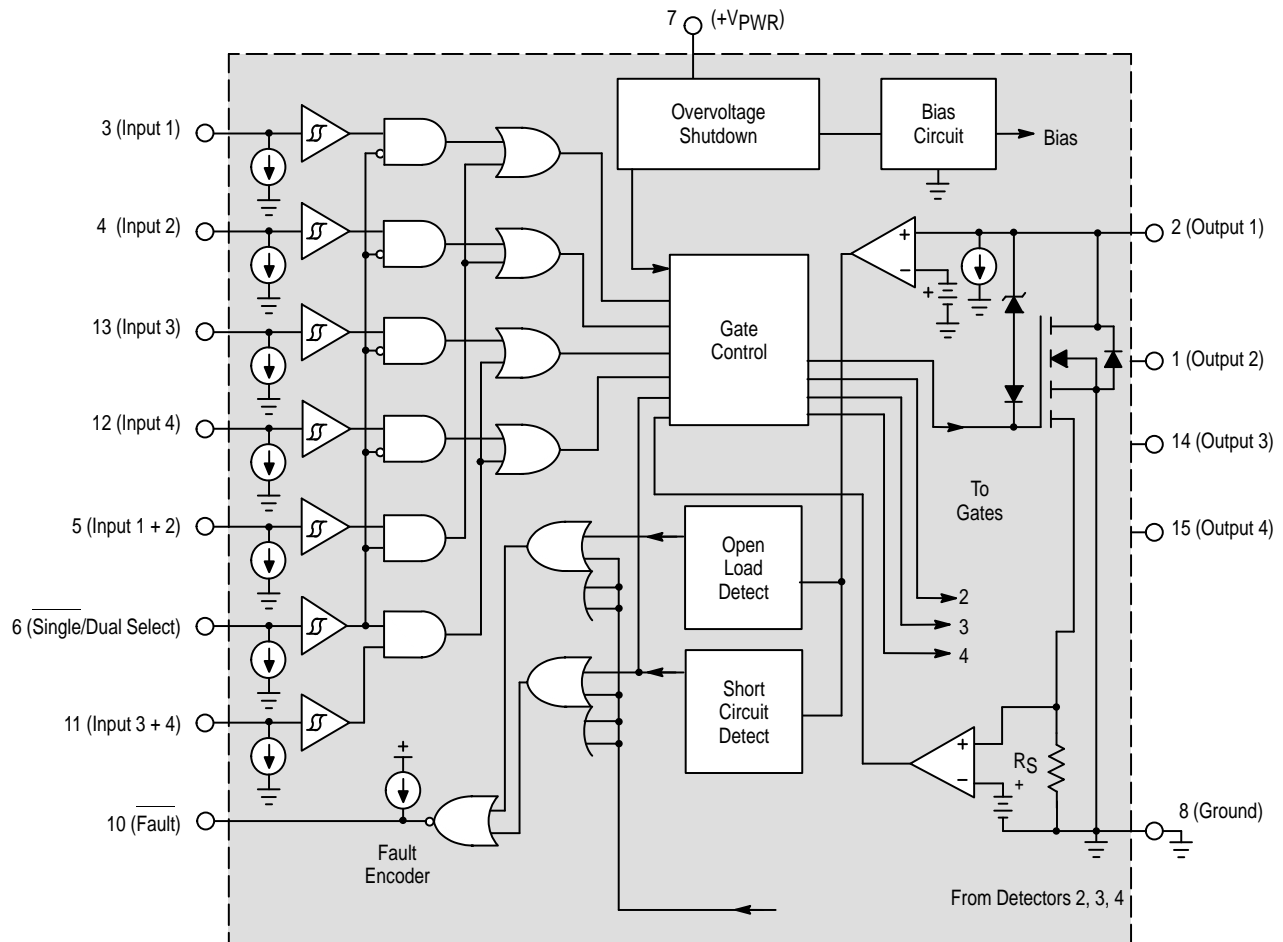 7 (+VPWR)
Overvoltage
Shutdown
Bias
Circuit
Bias
3 (Input 1)
4 (Input 2)
13 (Input 3)
12 (Input 4)
5 (Input 1 + 2)
6 (Single/Dual Select)
11 (Input 3 + 4)
10 (Fault)
Gate
Control
+
–
+
2 (Output 1)
1 (Output 2)
14 (Output 3)
15 (Output 4)
To
Gates
2
3
4
Open
Load
Detect
Short
Circuit
Detect
+
–
+
RS
8 (Ground)
+
Fault
Encoder
From Detectors 2, 3, 4